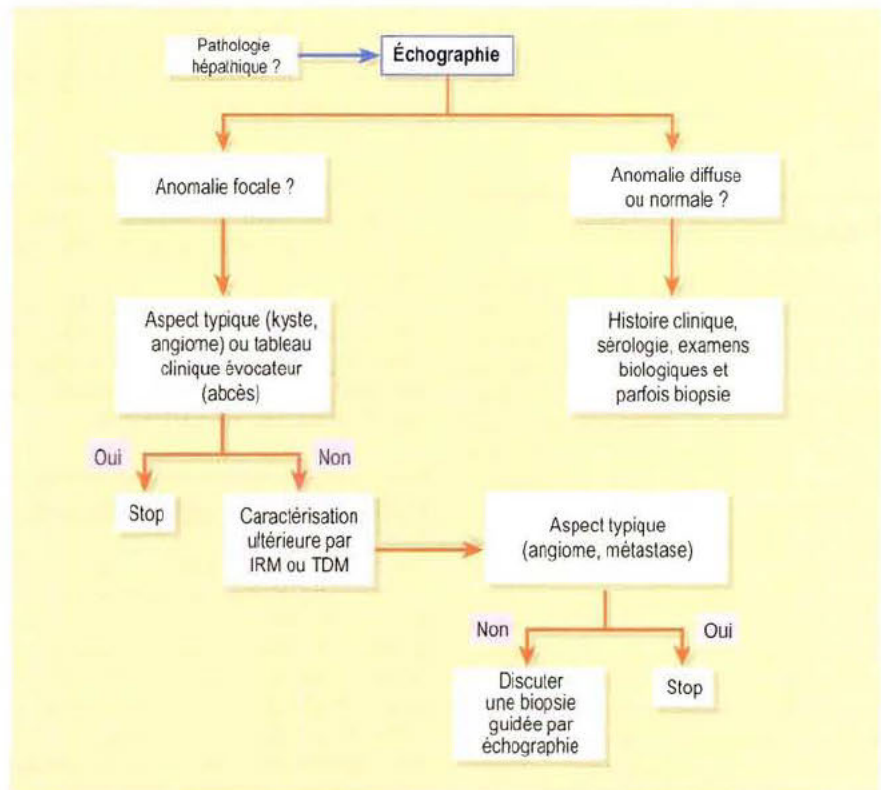 Pathologie
hépathique ?
Échographie
Anomalie focale ?
Anomalie diffuse
ou normale ?
Aspect typique (kyste,
angiome) ou tableau
clinique évocateur
(abcès)
Histoire clinique,
sérologie, examens
biologiques et
parfois biopsie
Oui
Non
Stop
Caractérisation
ultérieure par
IRM ou TDM
Aspect typique
(angiome, métastase)
Non
Oui
Discuter
une biopsie
guidée par
échographie
Stop